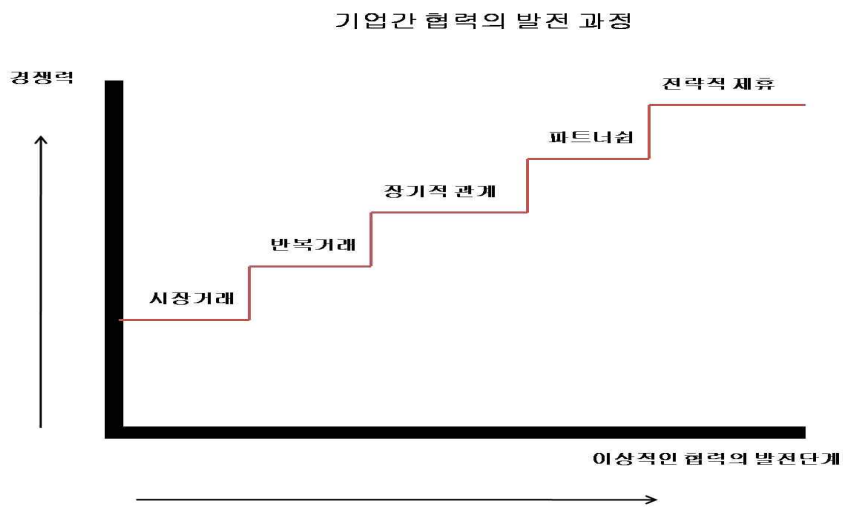 기업간 협력의 발전 과정
경쟁력
전략적 제휴
파트너쉽
장기적 관계
반복거래
시장거래
이상적인 협력의 발전단계